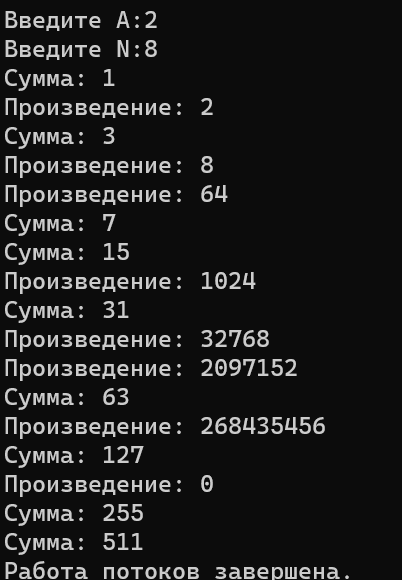 Введите A:2
Введите N:8
Сумма: 1
Произведение: 2
Сумма: 3
Произведение: 8
Произведение: 64
Сумма: 7
Сумма: 15
Произведение: 1024
Сумма: 31
Произведение: 32768
Произведение: 2097152
Сумма: 63
Произведение: 268435456
Сумма: 127
Произведение: 0
Сумма: 255
Сумма: 511
Работа потоков завершена.